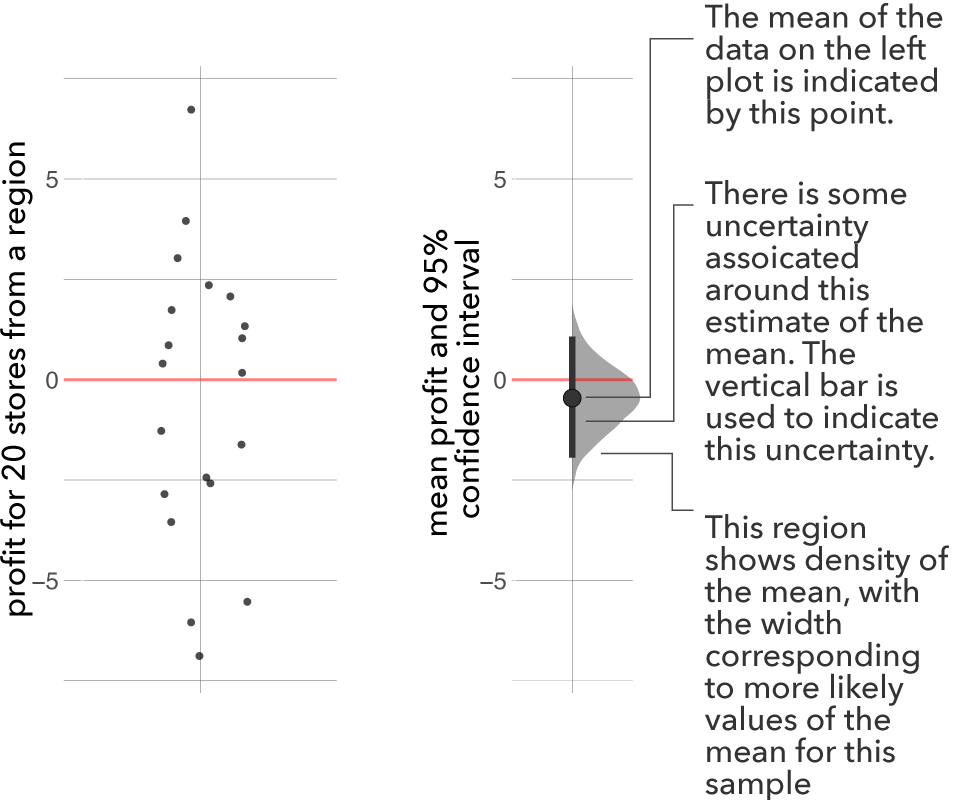 profit for 20 stores from a region
5
0
−5
mean profit and 95%
confidence interval
5
0
−5
The mean of the
data on the left
plot is indicated
by this point.
There is some
uncertainty
assoicated
around this
estimate of the
mean. The
vertical bar is
used to indicate
this uncertainty.
This region
shows density of
the mean, with
the width
corresponding
to more likely
values of the
mean for this
sample